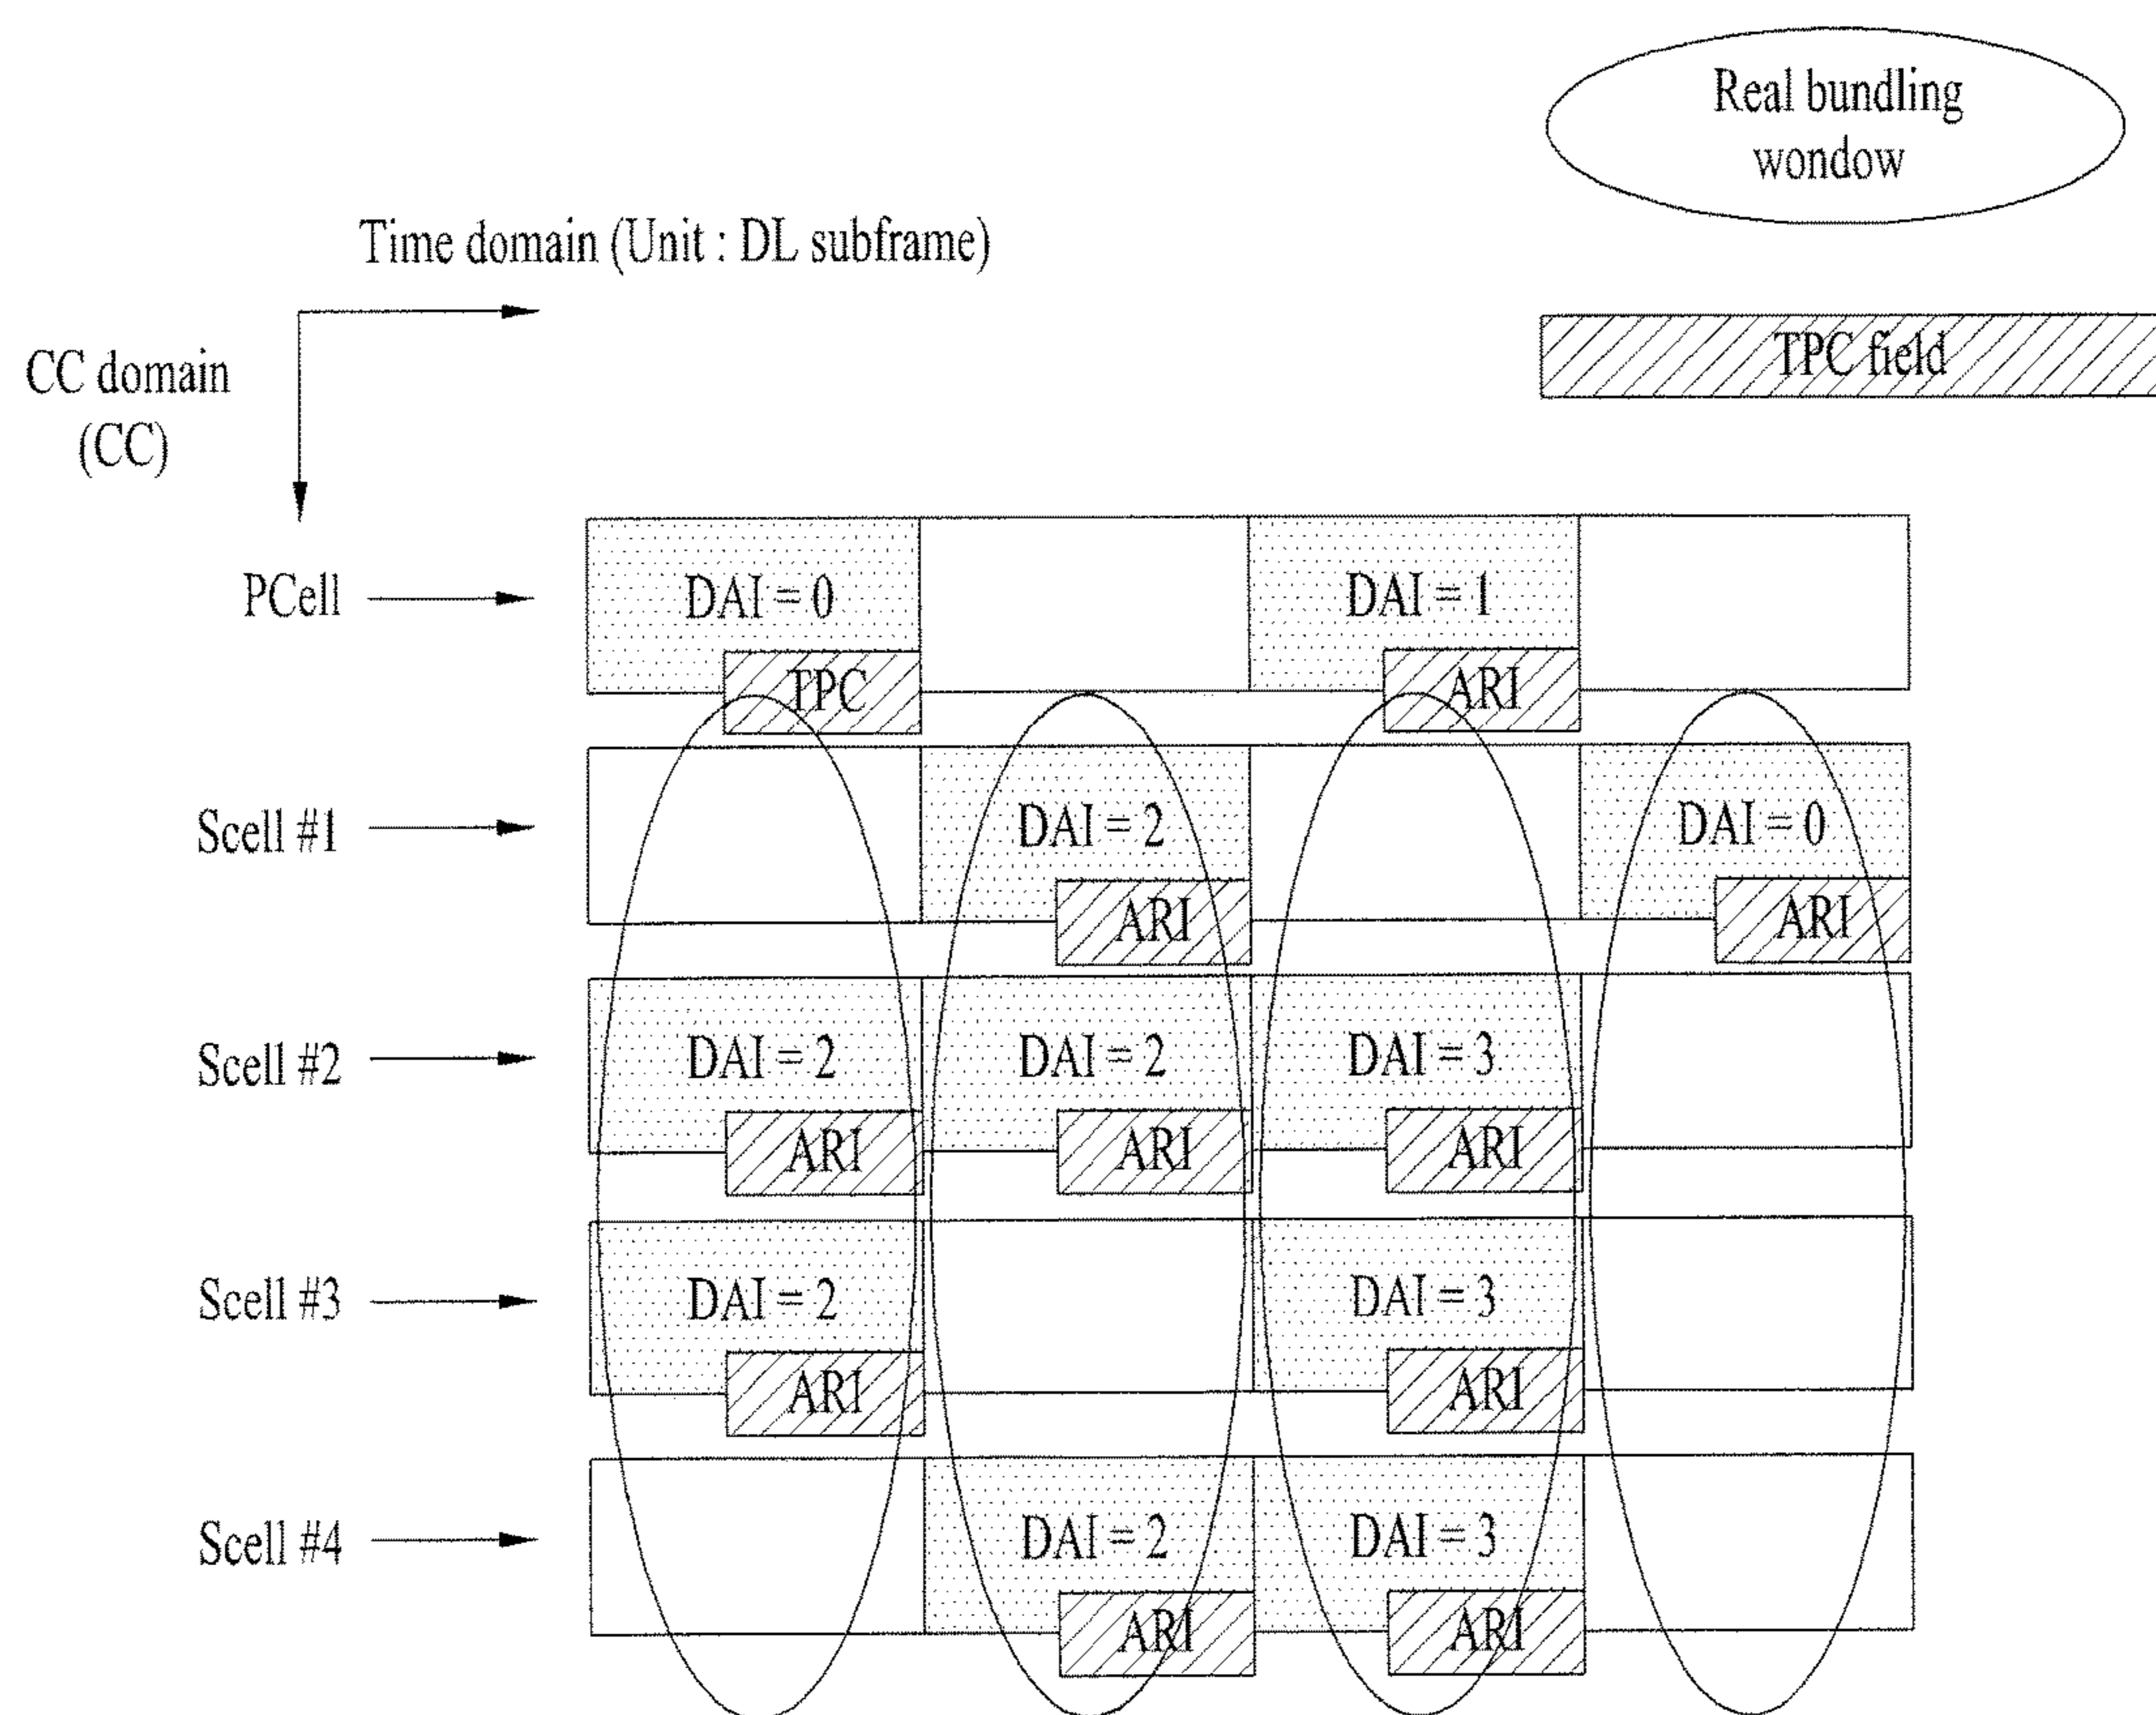 Real bundling
wondow
Time domain (Unit : DL subframe)
TPC field
CC domain
(CC)
PCell
DAI = 0
DAI = 1
TPC
ARI
Scell #1
DAI = 2
DAI = 0
ARI
ARI
Scell #2
DAI = 2
DAI = 2
DAI = 3
ARI
ARI
ARI
Scell #3
DAI = 2
DAI = 3
ARI
ARI
Scell #4
DAI = 2
DAI = 3
ARI
ARI